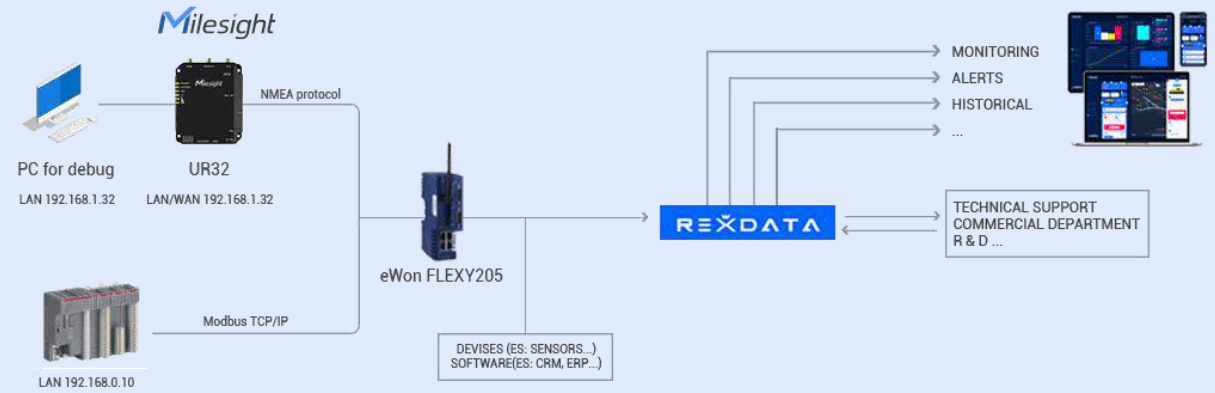 Milesight
Milesight
NMEA protocol
PC for debug
UR32
LAN 192.168.1.32
LAN/WAN 192.168.1.32
eWon FLEXY205
Modbus TCP/IP
LAN 192.168.0.10
DEVISES (ES: SENSORS...)
SOFTWARE(ES: CRM, ERP...)
REXDATA
MONITORING
ALERTS
HISTORICAL
...
TECHNICAL SUPPORT
COMMERCIAL DEPARTMENT
R & D ...